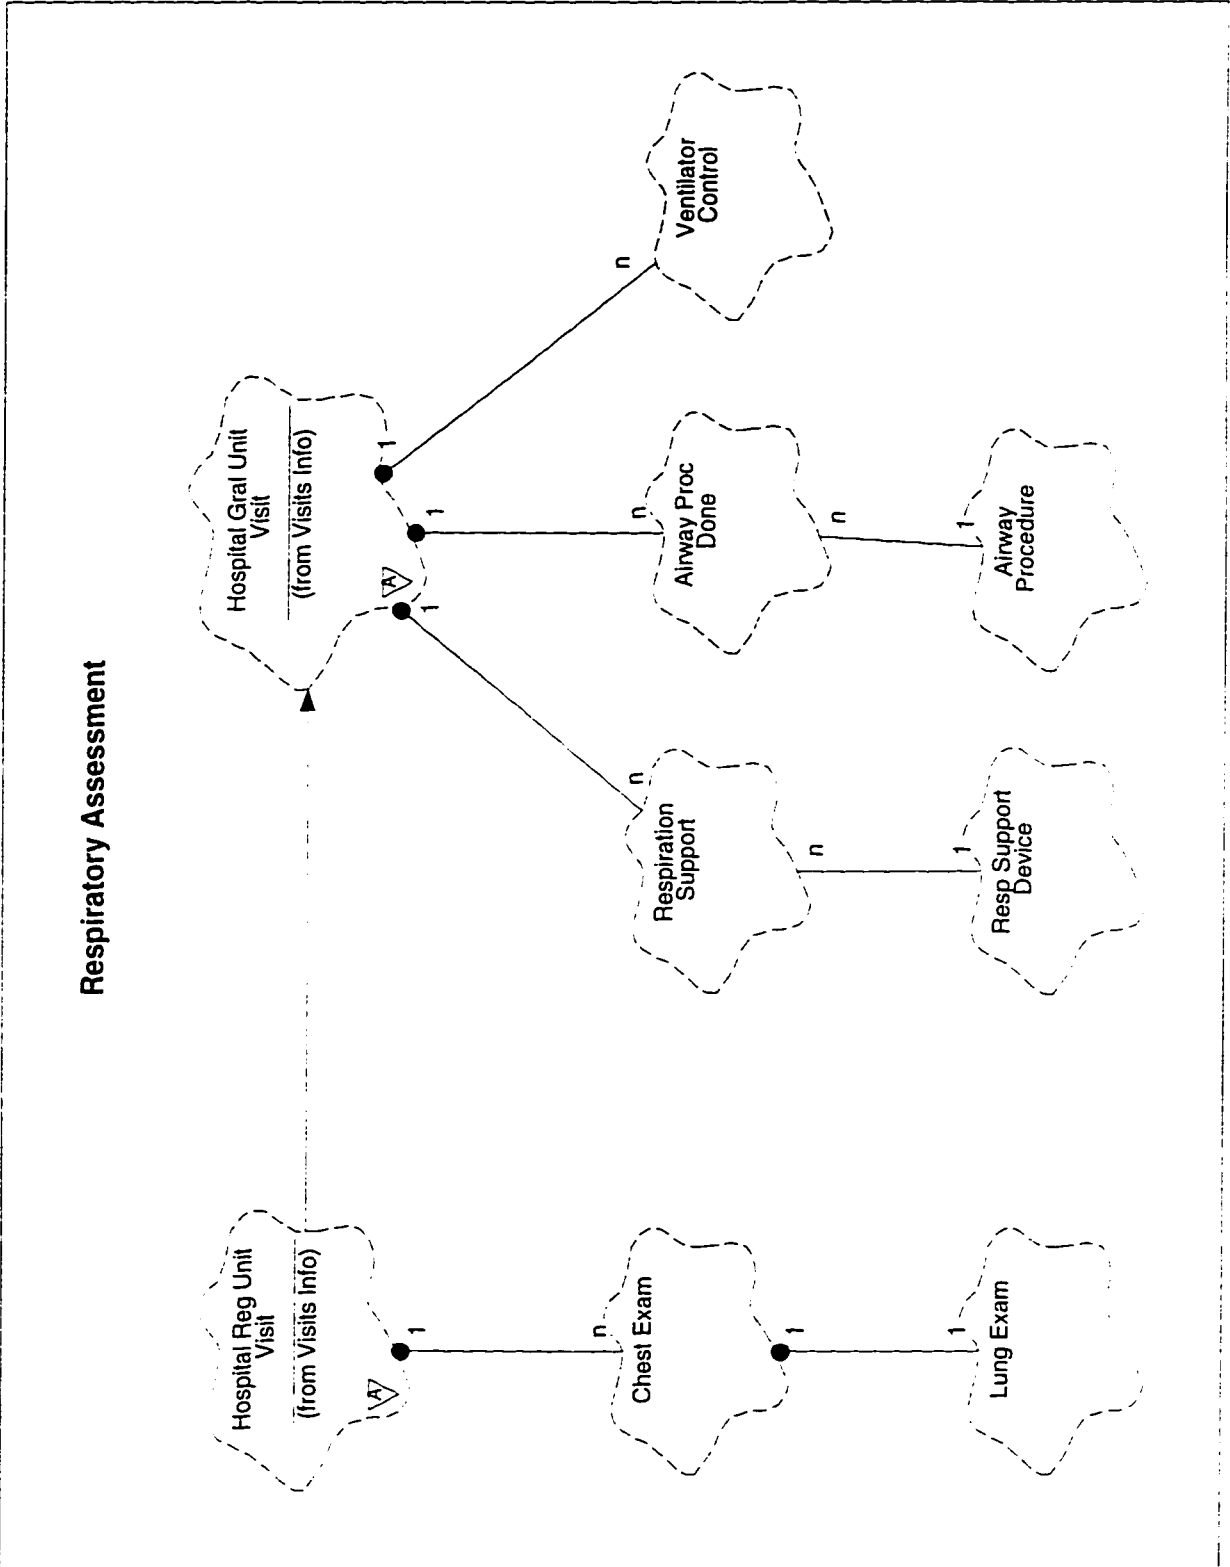 Respiratory Assessment
Hospital Reg Unit
Visit
(from Visits Info)
A
1
n
Chest Exam
1
1
Lung Exam
Hospital Gral Unit
Visit
(from Visits Info)
A
1
1
1
n
Respiration
Support
n
1
Resp Support
Device
n
Airway Proc
Done
n
1
Airway
Procedure
n
Ventilator
Control